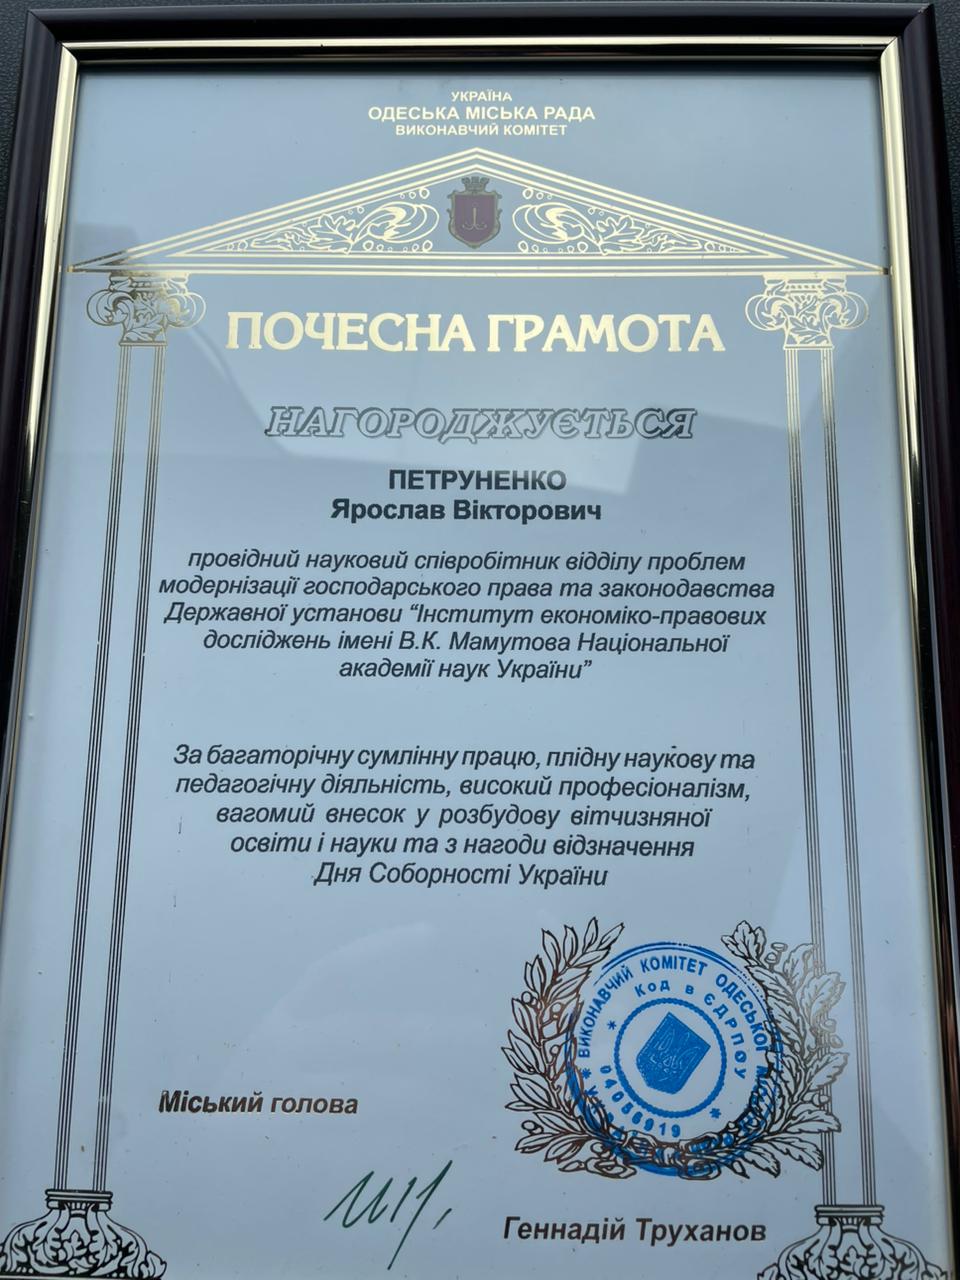 УКРАЇНА
ОДЕСЬКА МІСЬКА РАДА
ВИКОНАВЧИЙ КОМІТЕТ
ПОЧЕСНА ГРАМОТА
НАГОРОДЖУЄТЬСЯ
ПЕТРУНЕНКО
Ярослав Вікторович
провідний науковий співробітник відділу проблем
модернізації господарського права та законодавства
Державної установи “Інститут економіко-правових
досліджень імені В.К. Мамутова Національної
академії наук України”
За багаторічну сумлінну працю, плідну наукову та
педагогічну діяльність, високий професіоналізм,
вагомий внесок у розбудову вітчизняної
освіти і науки та з нагоди відзначення
Дня Соборності України
* ВИКОНАВЧИЙ КОМІТЕТ ОДЕСЬКОЇ
* Код в ЄДРПОУ *
04056919
Міський голова
Геннадій Труханов